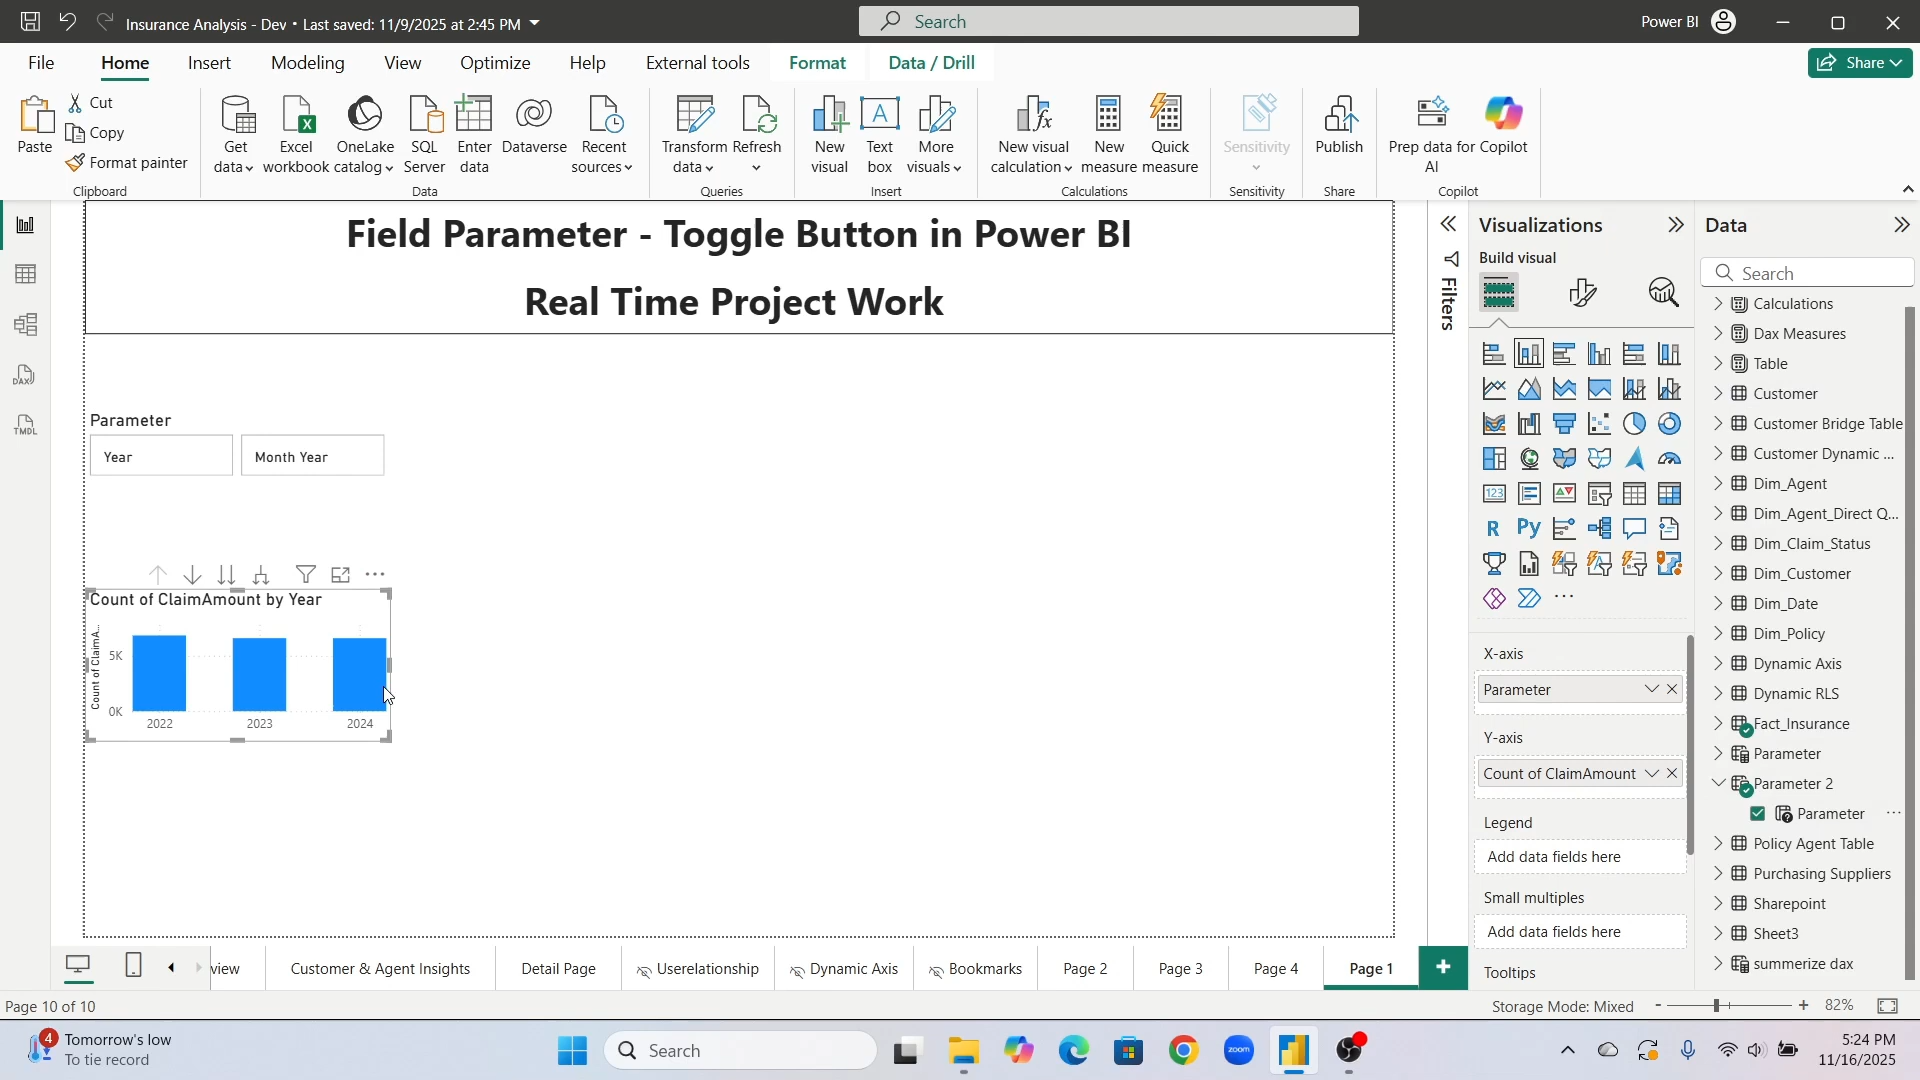 Insurance Analysis - Dev • Last saved: 11/9/2025 at 2:45 PM
Search
Power BI
File
Home
Insert
Modeling
View
Optimize
Help
External tools
Format
Data / Drill
Share
Paste
Cut
Copy
Format painter
Clipboard
Get data
Excel workbook
OneLake catalog
SQL Server
Enter data
Dataverse
Recent sources
Data
Transform data
Refresh
Queries
New visual
Text box
More visuals
Insert
New visual calculation
New measure
Quick measure
Calculations
Sensitivity
Sensitivity
Publish
Share
Prep data for AI
Copilot
Copilot
DAX
TMDL
Field Parameter - Toggle Button in Power BI
Real Time Project Work
Parameter
Year
Month Year
Count of ClaimAmount by Year
Count of ClaimA...
5K
0K
2022
2023
2024
Filters
Visualizations
Build visual
123
R
Py
X-axis
Parameter
Y-axis
Count of ClaimAmount
Legend
Add data fields here
Small multiples
Add data fields here
Tooltips
Data
Search
Calculations
Dax Measures
Table
Customer
Customer Bridge Table
Customer Dynamic ...
Dim_Agent
Dim_Agent_Direct Q...
Dim_Claim_Status
Dim_Customer
Dim_Date
Dim_Policy
Dynamic Axis
Dynamic RLS
Fact_Insurance
Parameter
Parameter 2
Parameter
Policy Agent Table
Purchasing Suppliers
Sharepoint
Sheet3
summerize dax
view
Customer & Agent Insights
Detail Page
Userelationship
Dynamic Axis
Bookmarks
Page 2
Page 3
Page 4
Page 1
Page 10 of 10
Storage Mode: Mixed
- + 82%
4
Tomorrow's low
To tie record
Search
zoom
5:24 PM
11/16/2025